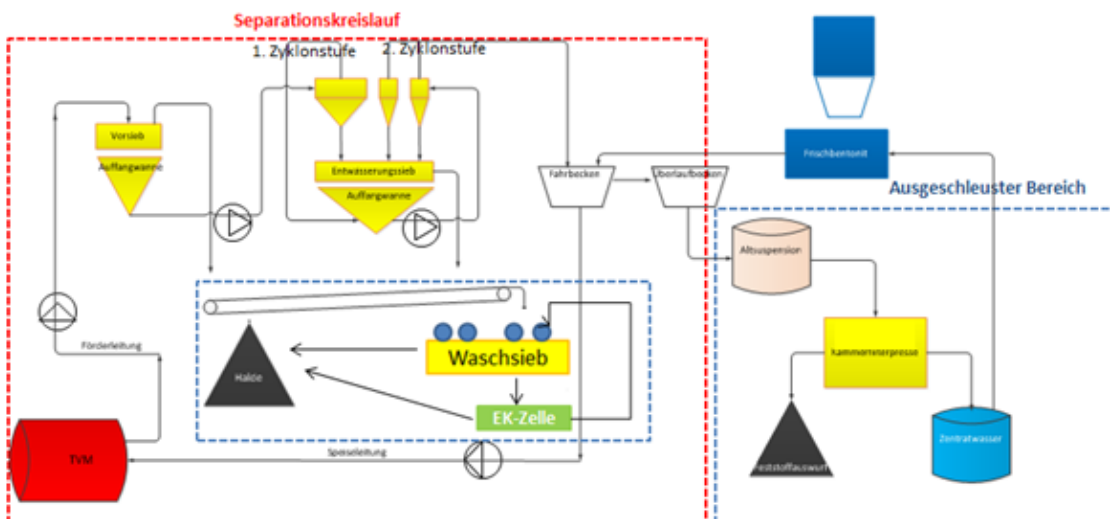 Separationskreislauf
1. Zyklonstufe
2. Zyklonstufe
Vorsieb
Auffangwanne
Entwässerungssieb
Auffangwanne
Fahrbecken
Überlaufbecken
Frischbentonit
Ausgeschleuster Bereich
Altsuspension
Förderleitung
Halde
Waschsieb
EK-Zelle
Kammerfilterpresse
TVM
Speiseleitung
Feststoffauswurf
Zentratwasser